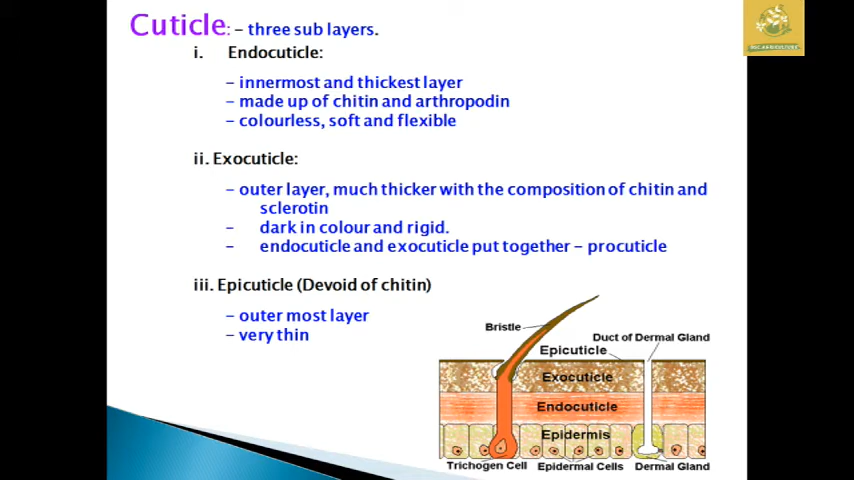 Cuticle: - three sub layers.
i. Endocuticle:
- innermost and thickest layer
- made up of chitin and arthropodin
- colourless, soft and flexible
ii. Exocuticle:
- outer layer, much thicker with the composition of chitin and
sclerotin
- dark in colour and rigid.
- endocuticle and exocuticle put together - procuticle
iii. Epicuticle (Devoid of chitin)
- outer most layer
- very thin
Bristle
Duct of Dermal Gland
Epicuticle
Exocuticle
Endocuticle
Epidermis
Trichogen Cell
Epidermal Cells
Dermal Gland